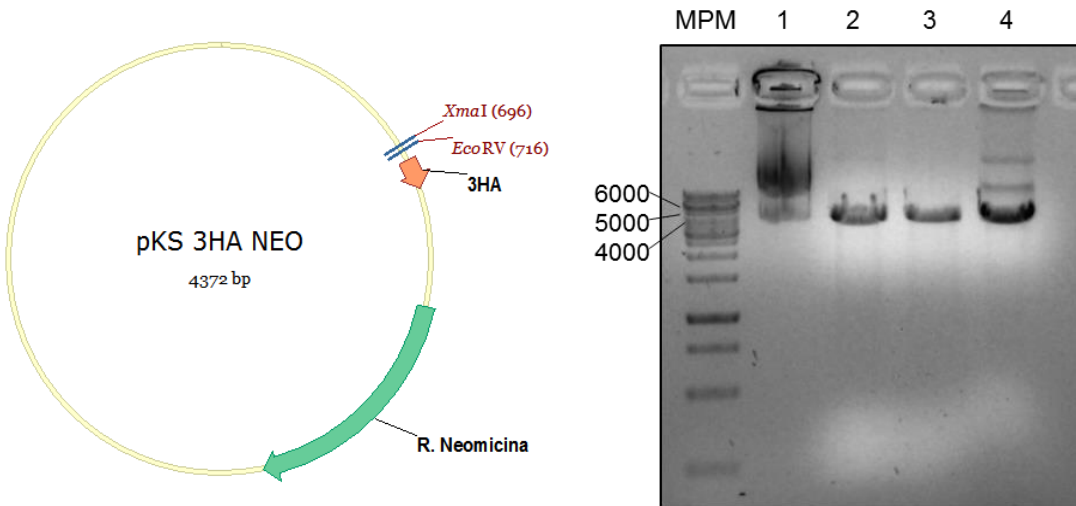 XmaI (696)
EcoRV (716)
3HA
pKS 3HA NEO
4372 bp
R. Neomicina
MPM 1 2 3 4
6000
5000
4000